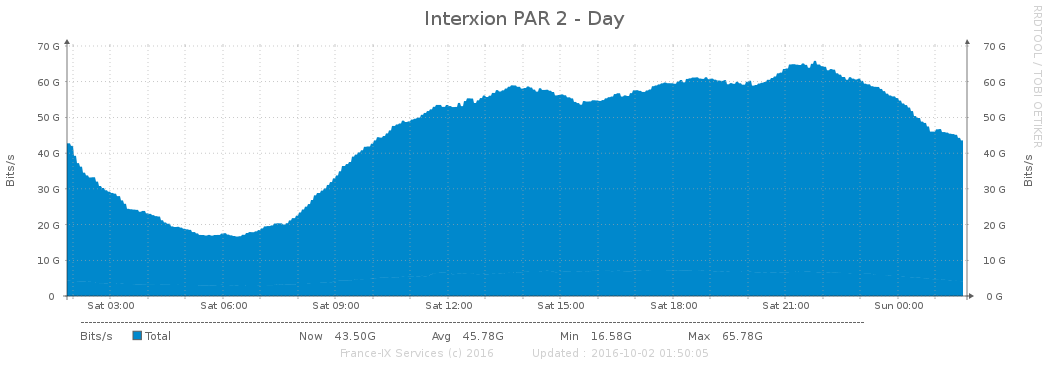 Interxion PAR 2 - Day
RRDTOOL / TOBI OETIKER
70 G 70 G
60 G 60 G
50 G 50 G
40 G 40 G
30 G 30 G
20 G 20 G
10 G 10 G
0 0 G
Bits/s
Bits/s
Sat 03:00 Sat 06:00 Sat 09:00 Sat 12:00 Sat 15:00 Sat 18:00 Sat 21:00 Sun 00:00
Bits/s Total Now 43.50G Avg 45.78G Min 16.58G Max 65.78G
France-IX Services (c) 2016 Updated : 2016-10-02 01:50:05